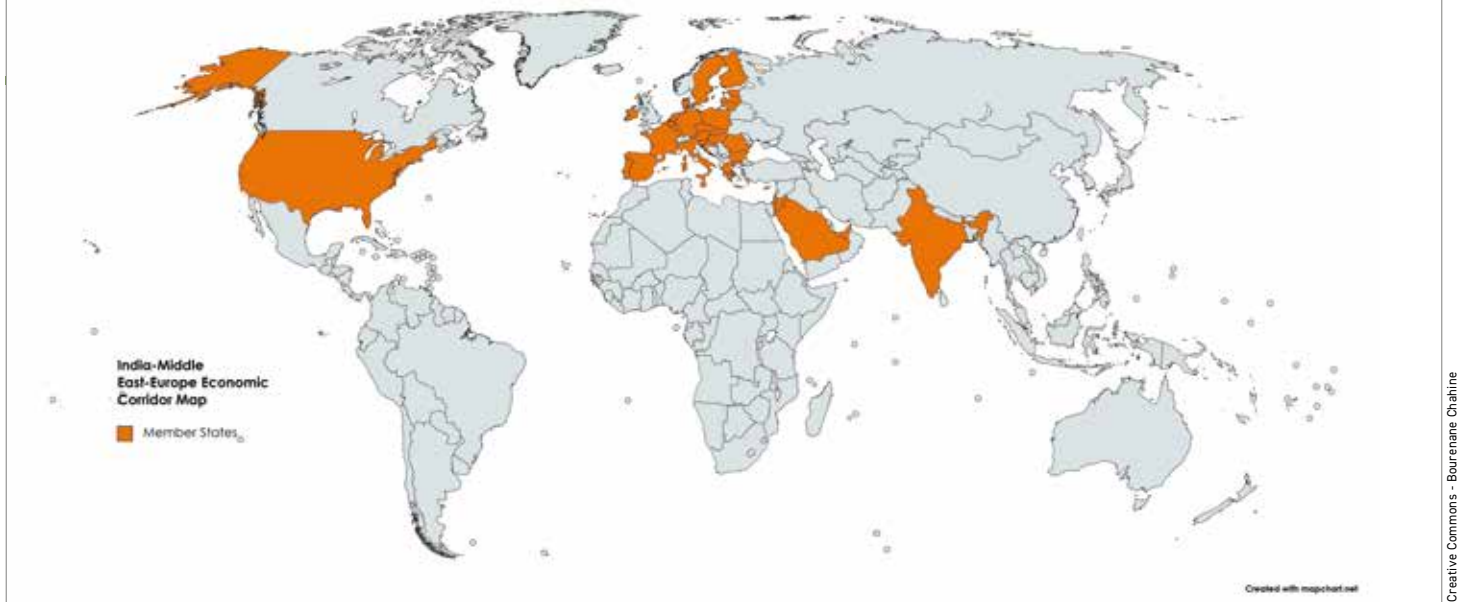 India-Middle
East-Europe Economic
Corridor Map
Member States
Created with mapchart.net
Creative Commons - Bourenane Chahine